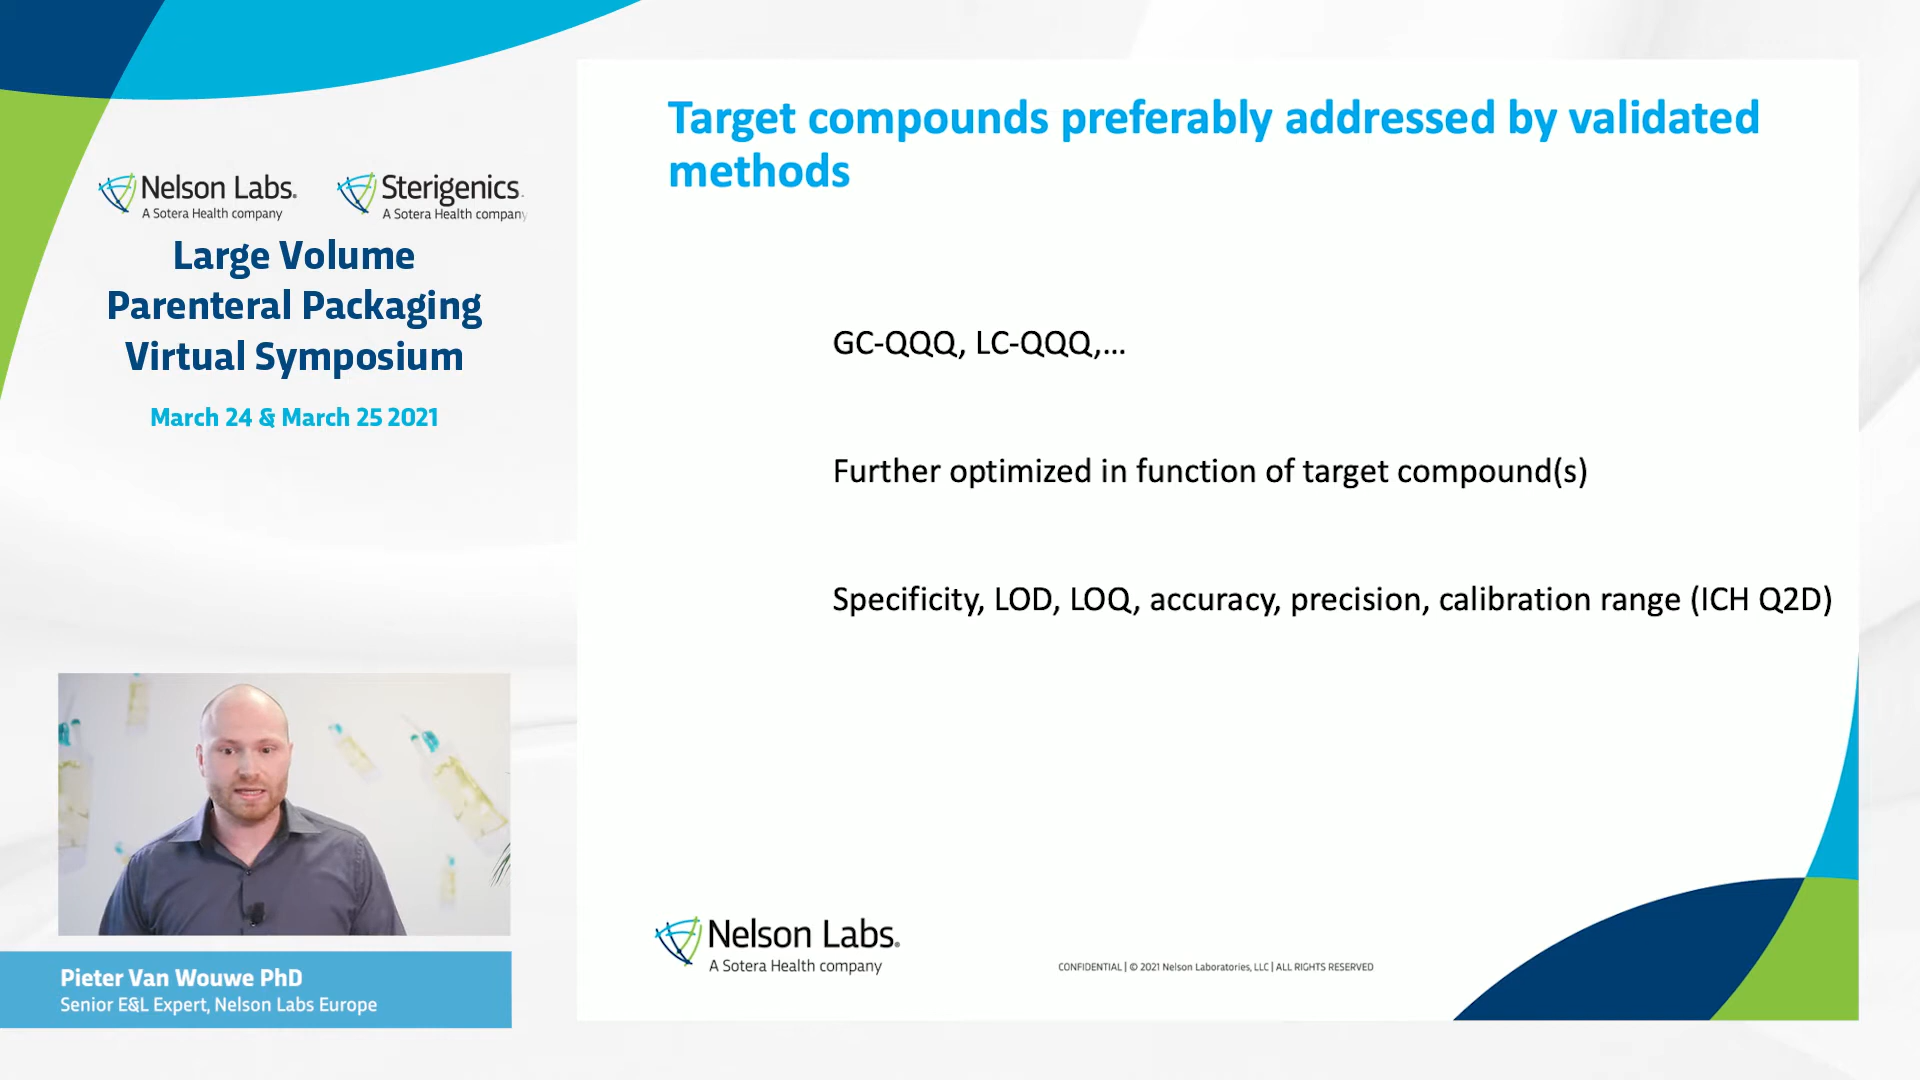 Nelson Labs.
A Sotera Health company
Sterigenics.
A Sotera Health company
Large Volume
Parenteral Packaging
Virtual Symposium
March 24 & March 25 2021
Pieter Van Wouwe PhD
Senior E&L Expert, Nelson Labs Europe
Target compounds preferably addressed by validated
methods
GC-QQQ, LC-QQQ,...
Further optimized in function of target compound(s)
Specificity, LOD, LOQ, accuracy, precision, calibration range (ICH Q2D)
Nelson Labs®
A Sotera Health company
CONFIDENTIAL | © 2021 Nelson Laboratories, LLC | ALL RIGHTS RESERVED